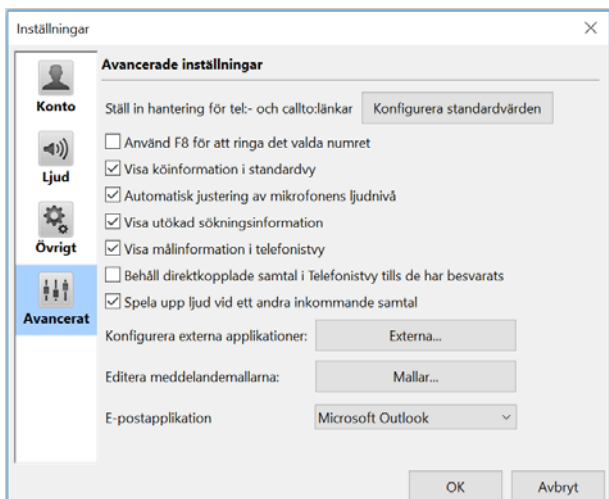 Inställningar
Konto
Ljud
Övrigt
Avancerat
Avancerade inställningar
Ställ in hantering för tel:- och callto:länkar Konfigurera standardvärden
Använd F8 för att ringa det valda numret
Visa köinformation i standardvy
Automatisk justering av mikrofonens ljudnivå
Visa utökad sökningsinformation
Visa målinformation i telefonistvy
Behåll direktkopplade samtal i Telefonistvy tills de har besvarats
Spela upp ljud vid ett andra inkommande samtal
Konfigurera externa applikationer: Externa...
Editera meddelandemallarna: Mallar...
E-postapplikation Microsoft Outlook
OK Avbryt